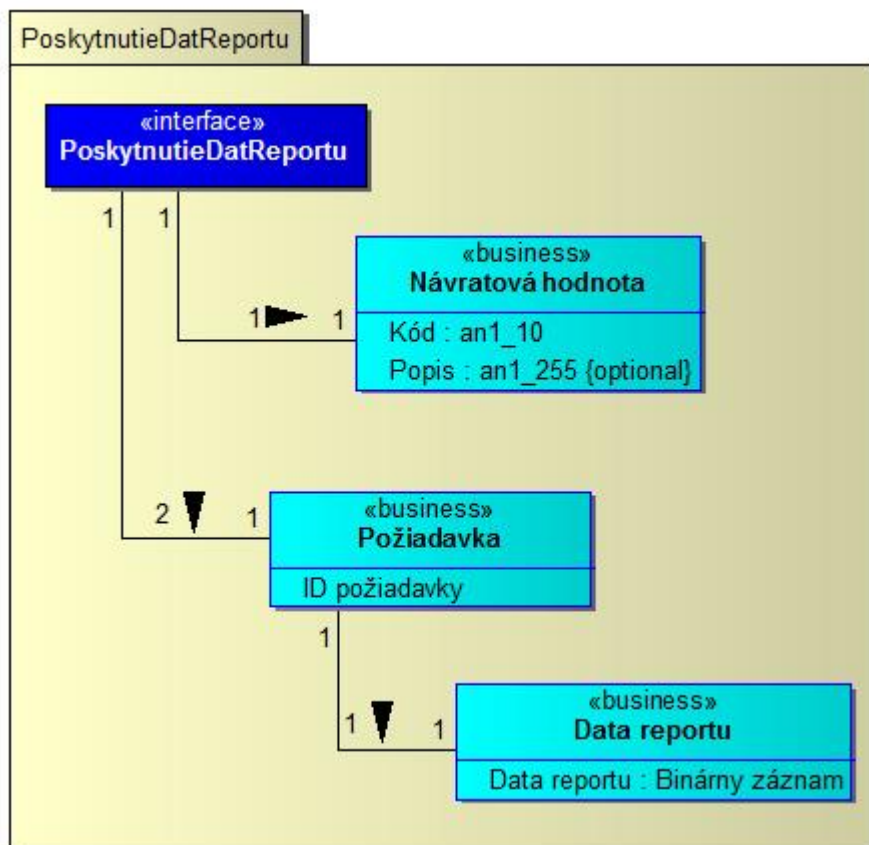 PoskytnutieDatReportu
«interface»
PoskytnutieDatReportu
1
1
«business»
Návratová hodnota
Kód : an1_10
Popis : an1_255 {optional}
1
1
2
1
«business»
Požiadavka
ID požiadavky
1
1
1
«business»
Data reportu
Data reportu : Binárny záznam